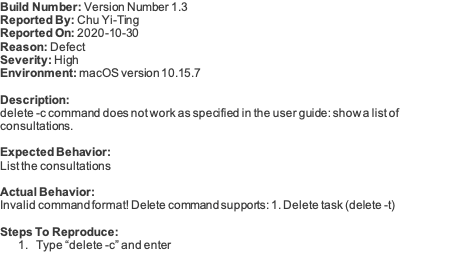 Build Number: Version Number 1.3
Reported By: Chu Yi-Ting
Reported On: 2020-10-30
Reason: Defect
Severity: High
Environment: macOS version 10.15.7
Description:
delete -c command does not work as specified in the user guide: show a list of
consultations.
Expected Behavior:
List the consultations
Actual Behavior:
Invalid command format! Delete command supports: 1. Delete task (delete -t)
Steps To Reproduce:
1. Type “delete -c” and enter